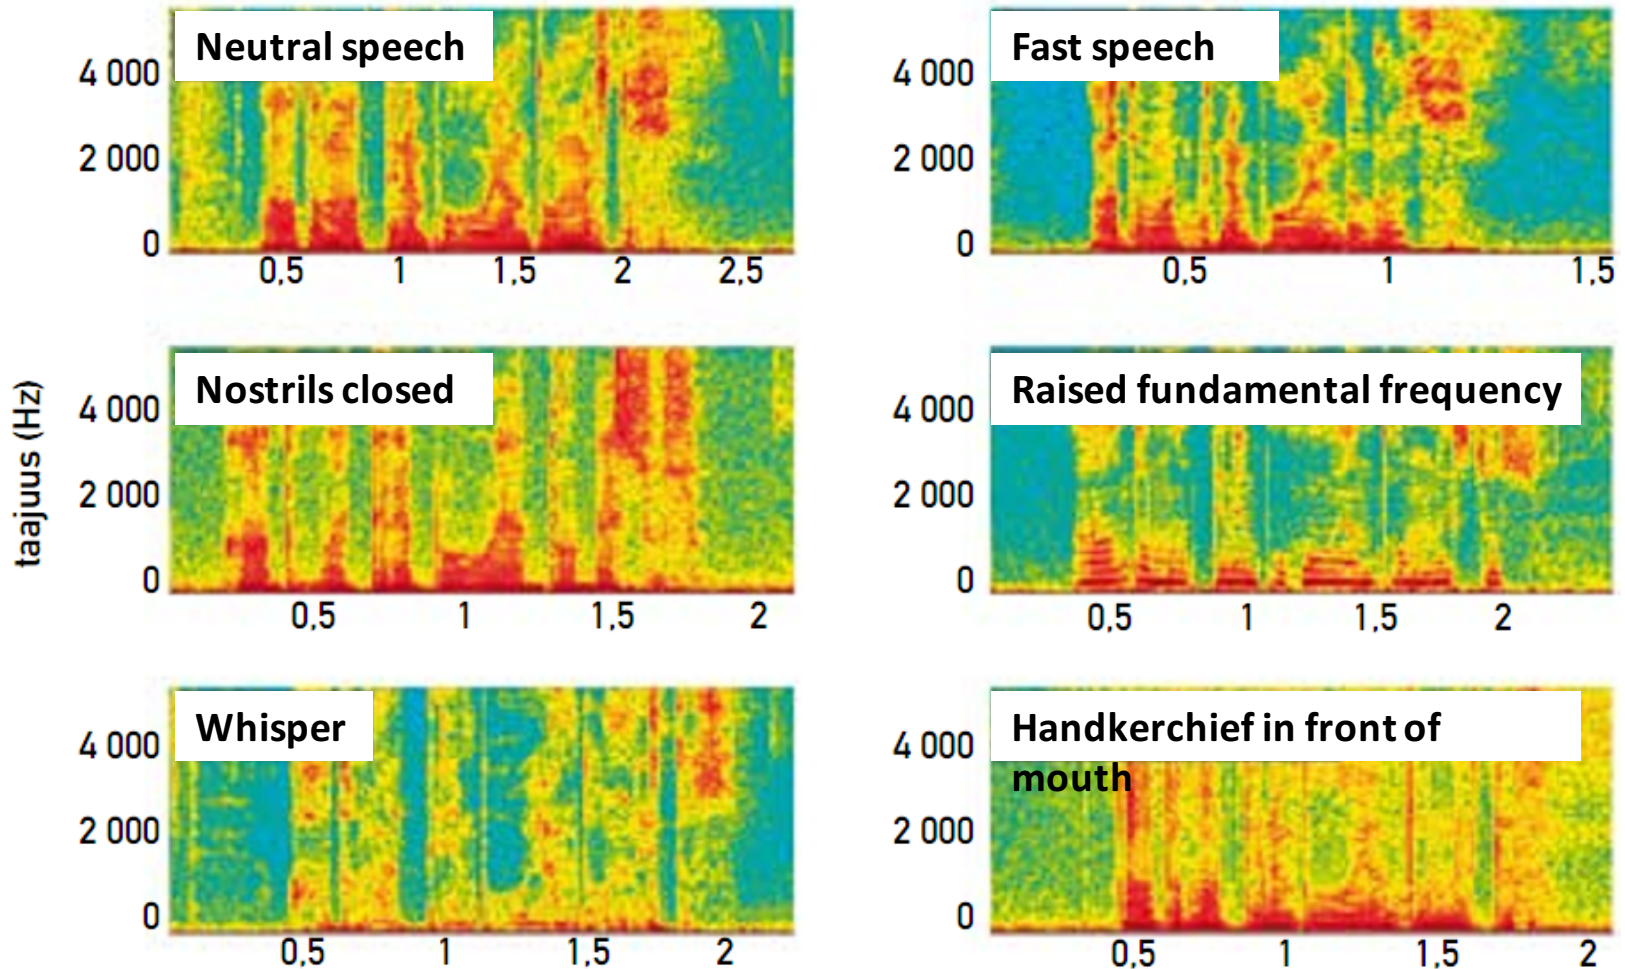 Neutral speech
4 000
2 000
0
0,5 1 1,5 2 2,5
Fast speech
4 000
2 000
0
0,5 1 1,5
taajuus (Hz)
Nostrils closed
4 000
2 000
0
0,5 1 1,5 2
Raised fundamental frequency
4 000
2 000
0
0,5 1 1,5 2
Whisper
4 000
2 000
0
0,5 1 1,5 2
Handkerchief in front of
mouth
4 000
2 000
0
0,5 1 1,5 2